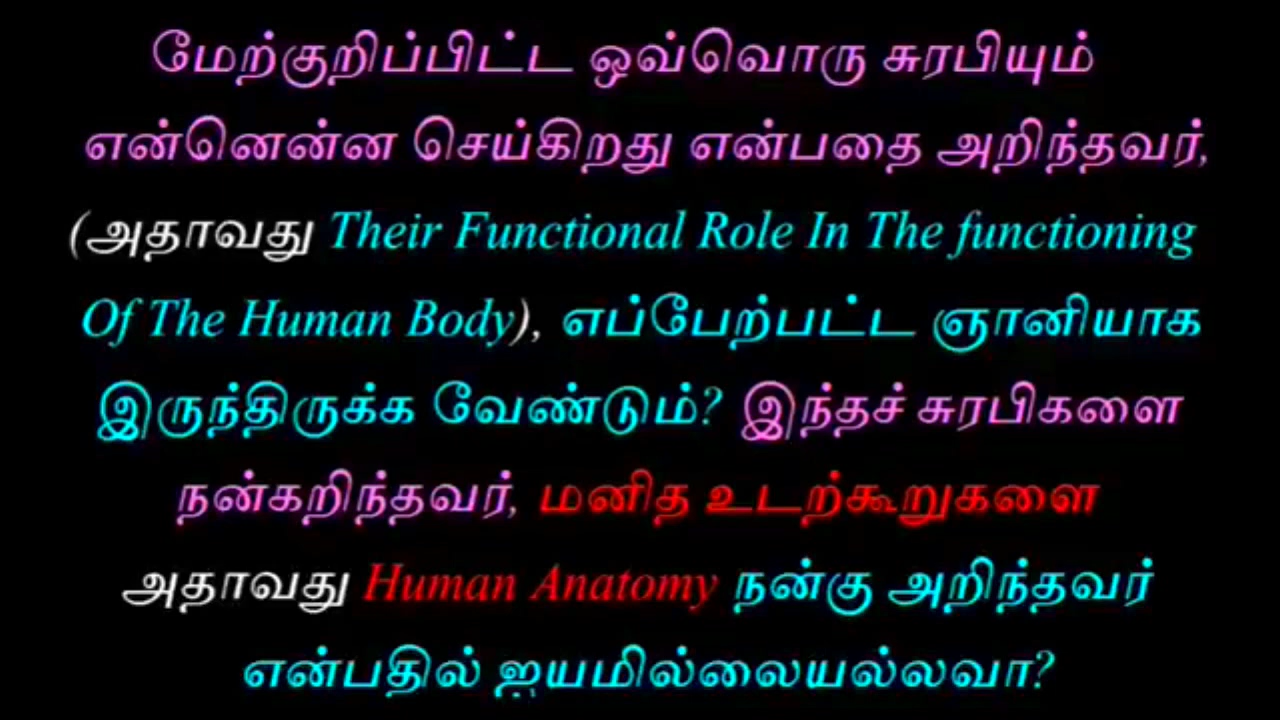 மேற்குறிப்பிட்ட ஒவ்வொரு சுரபியும்
என்னென்ன செய்கிறது என்பதை அறிந்தவர்,
(அதாவது Their Functional Role In The functioning
Of The Human Body), எப்பேற்பட்ட ஞானியாக
இருந்திருக்க வேண்டும்? இந்தச் சுரபிகளை
நன்கறிந்தவர், மனித உடற்கூறுகளை
அதாவது Human Anatomy நன்கு அறிந்தவர்
என்பதில் ஐயமில்லையல்லவா?